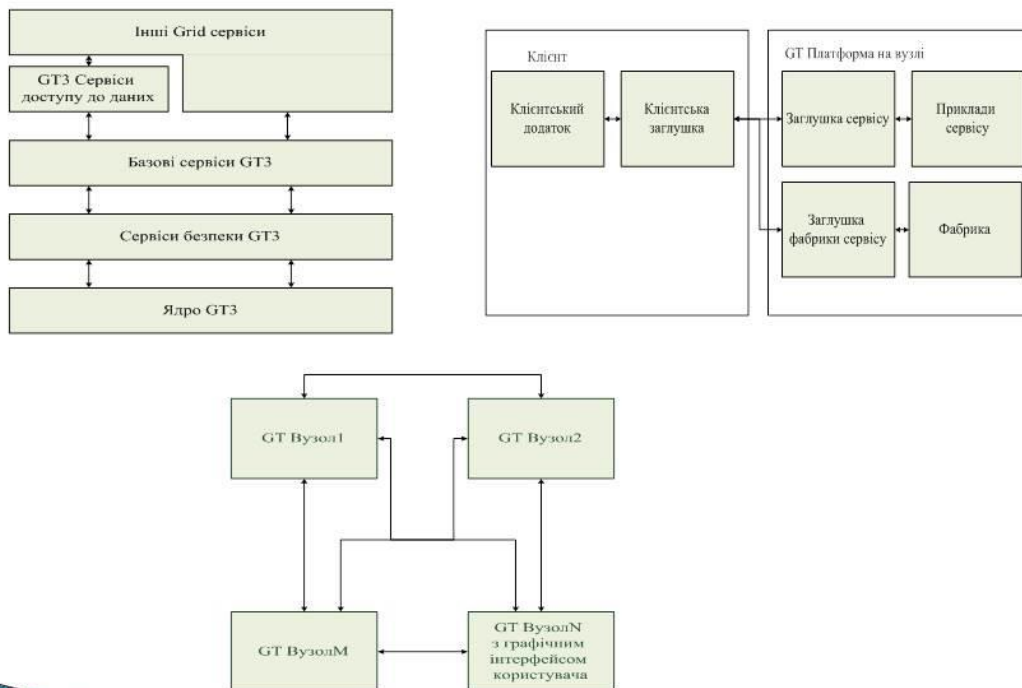 Інші Grid сервіси
GT3 Сервіси
доступу до даних
Базові сервіси GT3
Сервіси безпеки GT3
Ядро GT3
Клієнт
Клієнтський
додаток
Клієнтська
заглушка
GT Платформа на вузлі
Заглушка сервісу
Приклади
сервісу
Заглушка
фабрики сервісу
Фабрика
GT Вузол1
GT Вузол2
GT ВузолM
GT ВузолN
з графічним
інтерфейсом
користувача